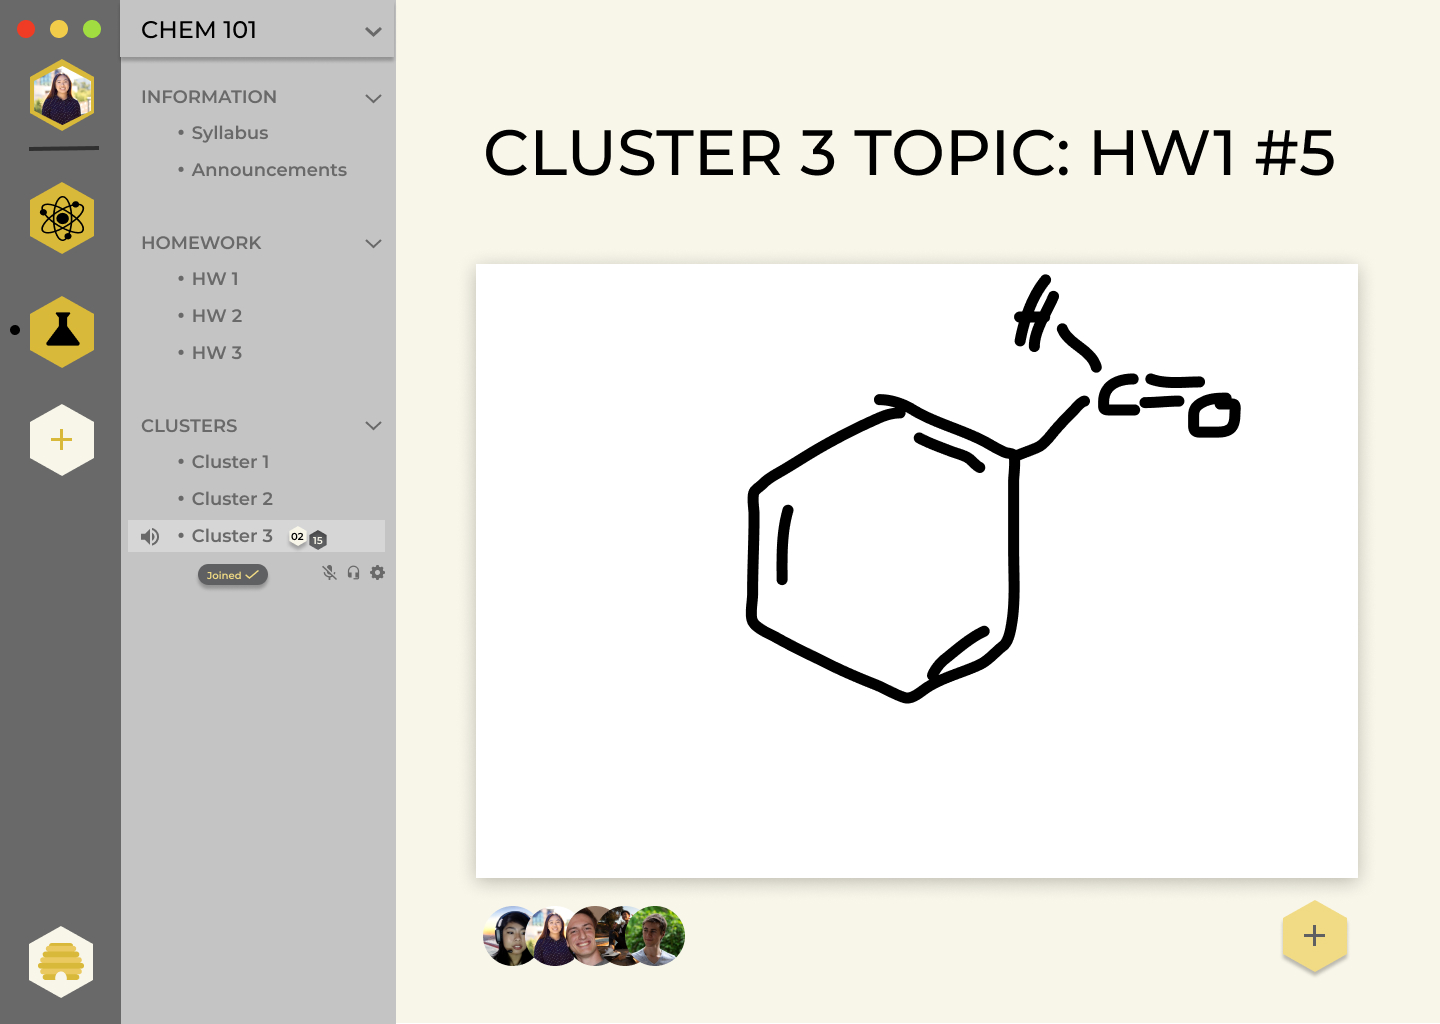 CHEM 101
INFORMATION
• Syllabus
• Announcements
HOMEWORK
• HW 1
• HW 2
• HW 3
CLUSTERS
• Cluster 1
• Cluster 2
• Cluster 3 02 15
Joined
CLUSTER 3 TOPIC: HW1 #5
H
C=O